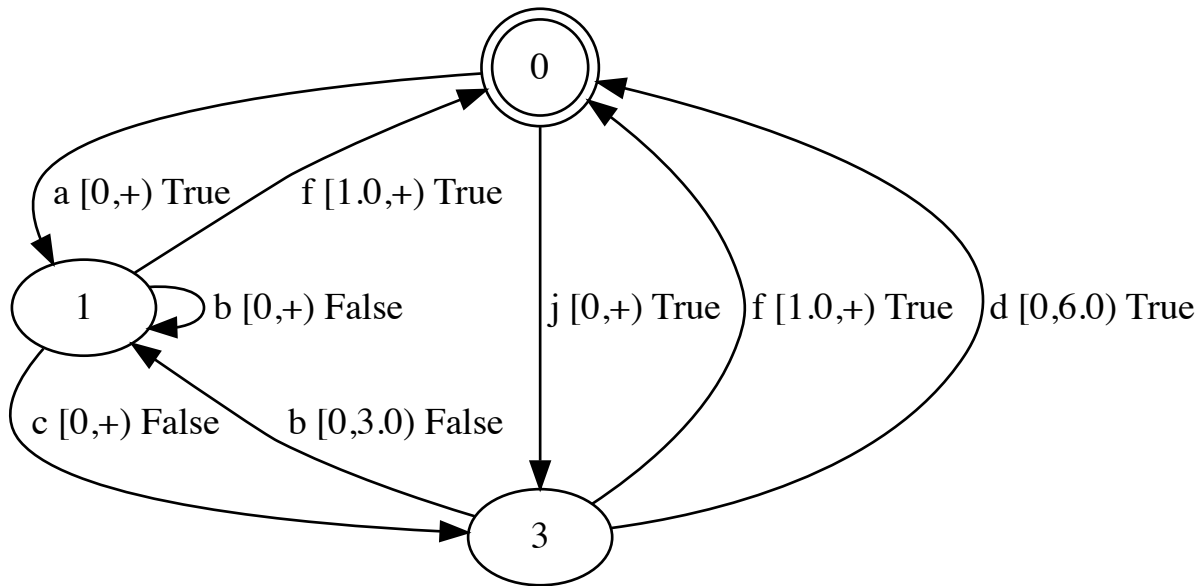 0
a [0,+) True
f [1.0,+) True
1
b [0,+) False
j [0,+) True
f [1.0,+) True
d [0,6.0) True
c [0,+) False
b [0,3.0) False
3